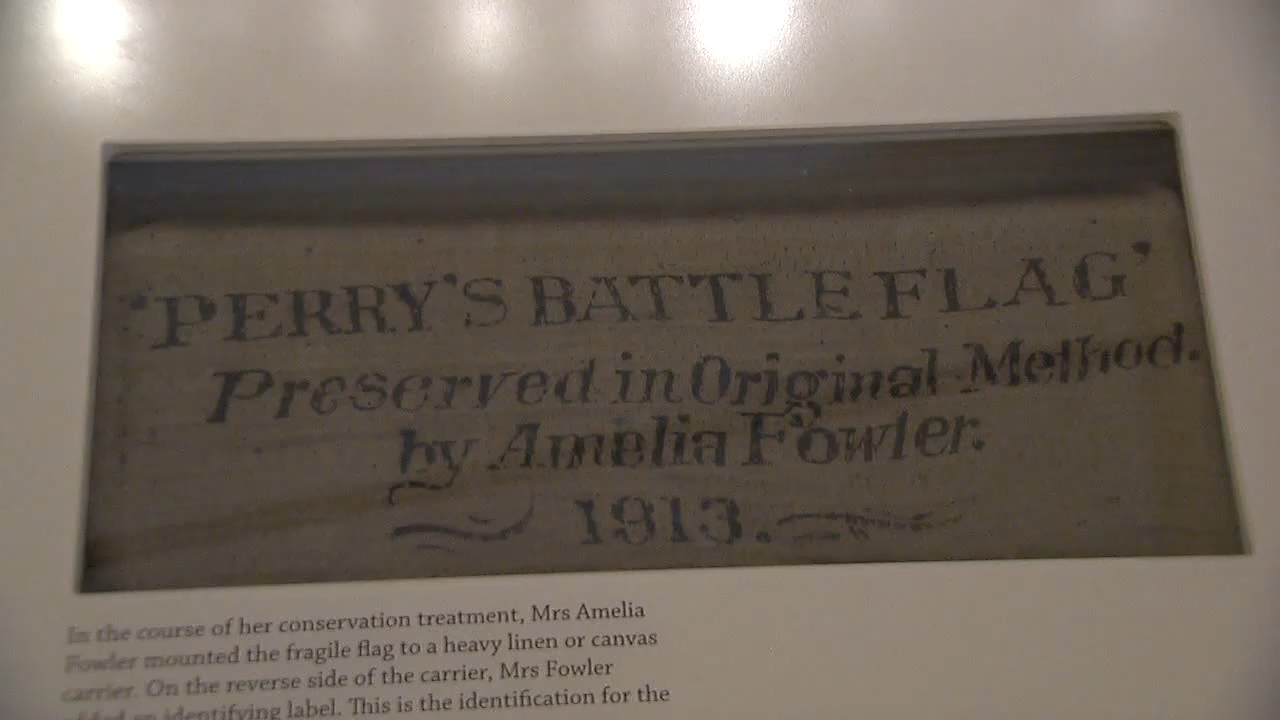 "PERRY'S BATTLE FLAG"
Preserved in Original Method.
by Amelia Fowler.
1913.
In the course of her conservation treatment, Mrs Amelia
Fowler mounted the fragile flag to a heavy linen or canvas
carrier. On the reverse side of the carrier, Mrs Fowler
an identifying label. This is the identification for the